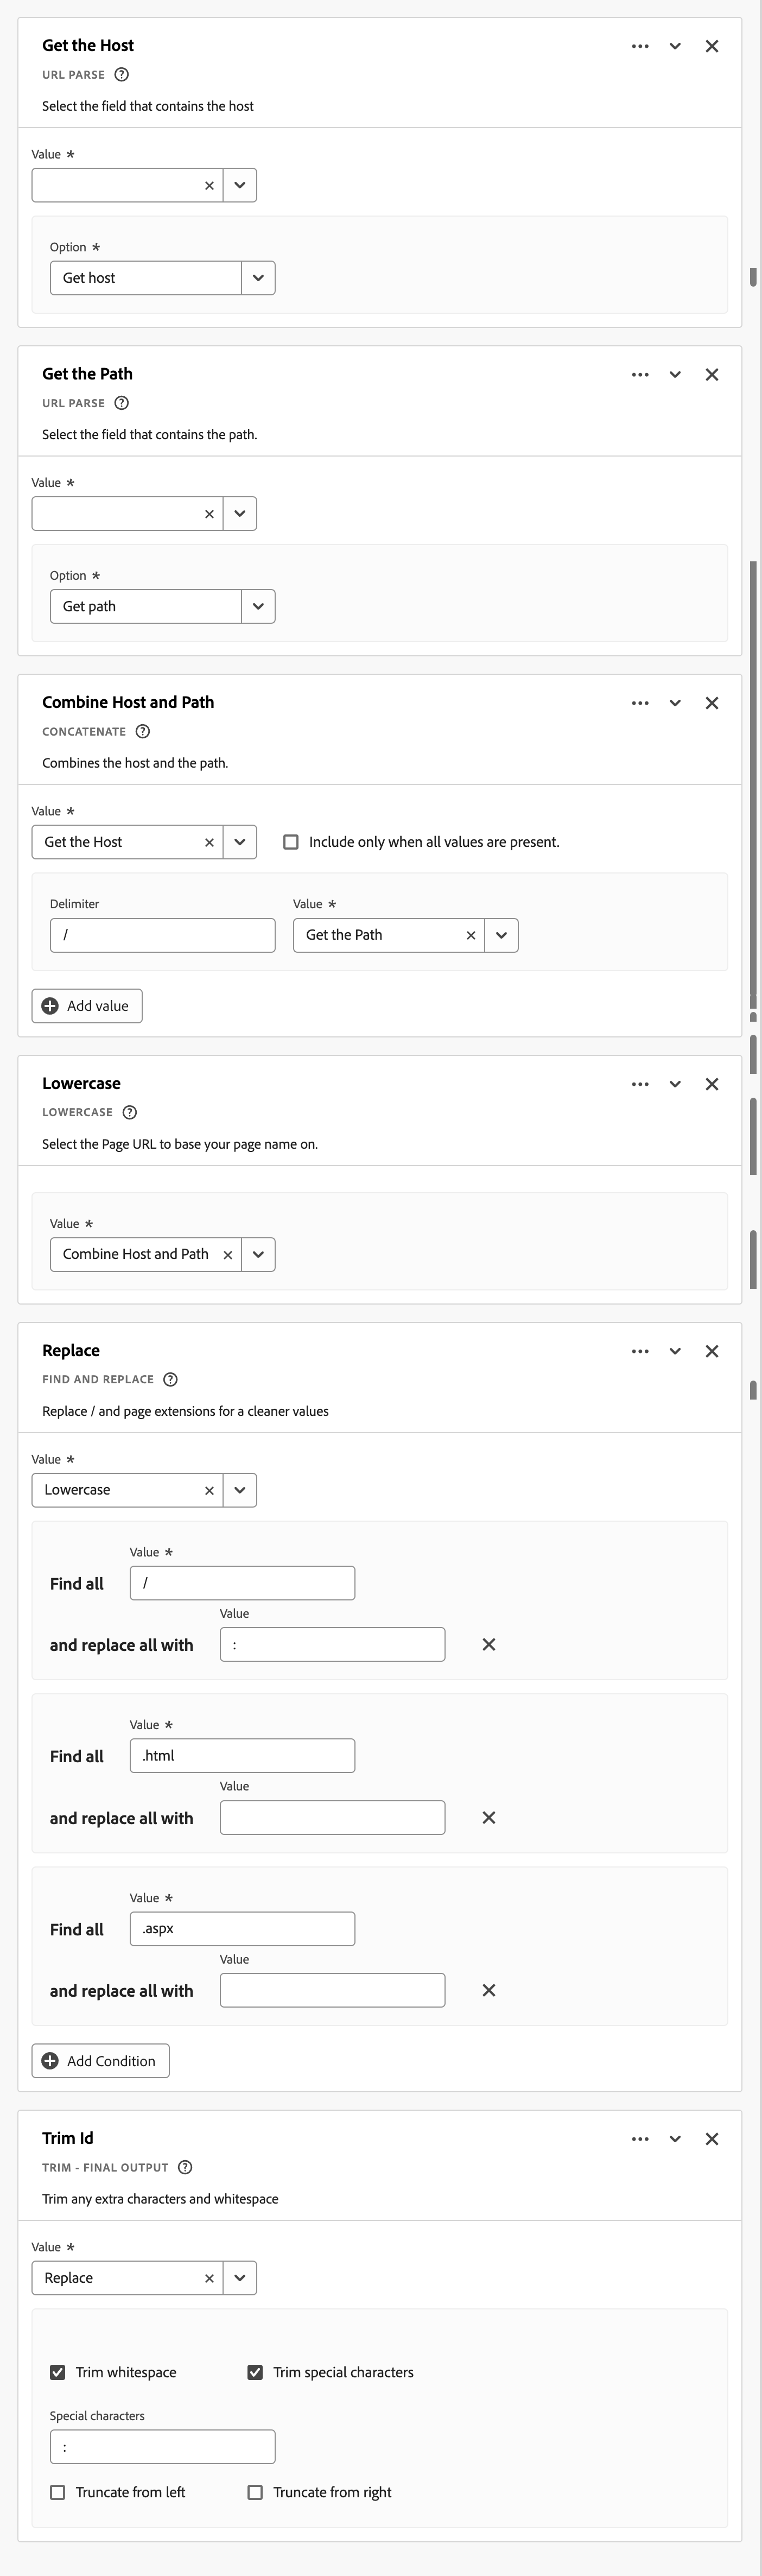 Get the Host
URL PARSE
Select the field that contains the host
Value *
Option *
Get host
Get the Path
URL PARSE
Select the field that contains the path.
Value *
Option *
Get path
Combine Host and Path
CONCATENATE
Combines the host and the path.
Value *
Get the Host Include only when all values are present.
Delimiter Value *
/ Get the Path
Add value
Lowercase
LOWERCASE
Select the Page URL to base your page name on.
Value *
Combine Host and Path
Replace
FIND AND REPLACE
Replace / and page extensions for a cleaner values
Value *
Lowercase
Value *
Find all /
Value
and replace all with :
Value *
Find all .html
Value
and replace all with
Value *
Find all .aspx
Value
and replace all with
Add Condition
Trim Id
TRIM - FINAL OUTPUT
Trim any extra characters and whitespace
Value *
Replace
Trim whitespace Trim special characters
Special characters
:
Truncate from left Truncate from right